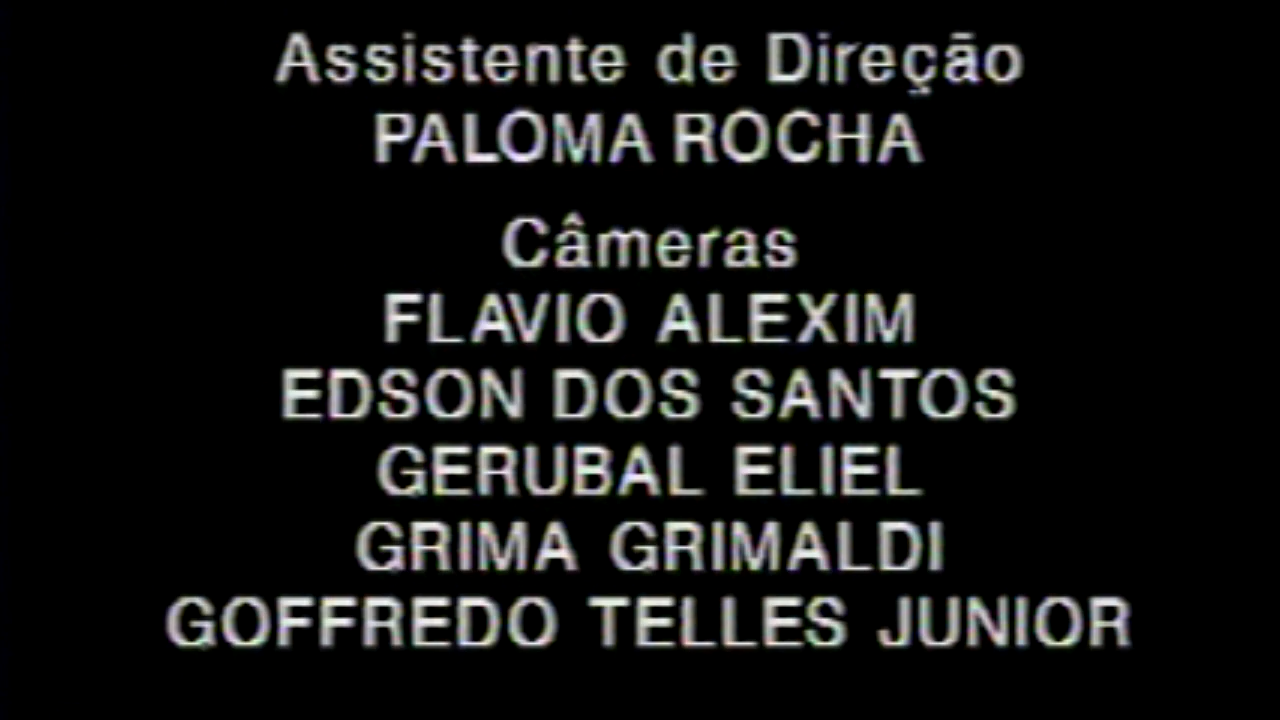 Assistente de Direção
PALOMA ROCHA
Câmeras
FLAVIO ALEXIM
EDSON DOS SANTOS
GERUBAL ELIEL
GRIMA GRIMALDI
GOFFREDO TELLES JUNIOR